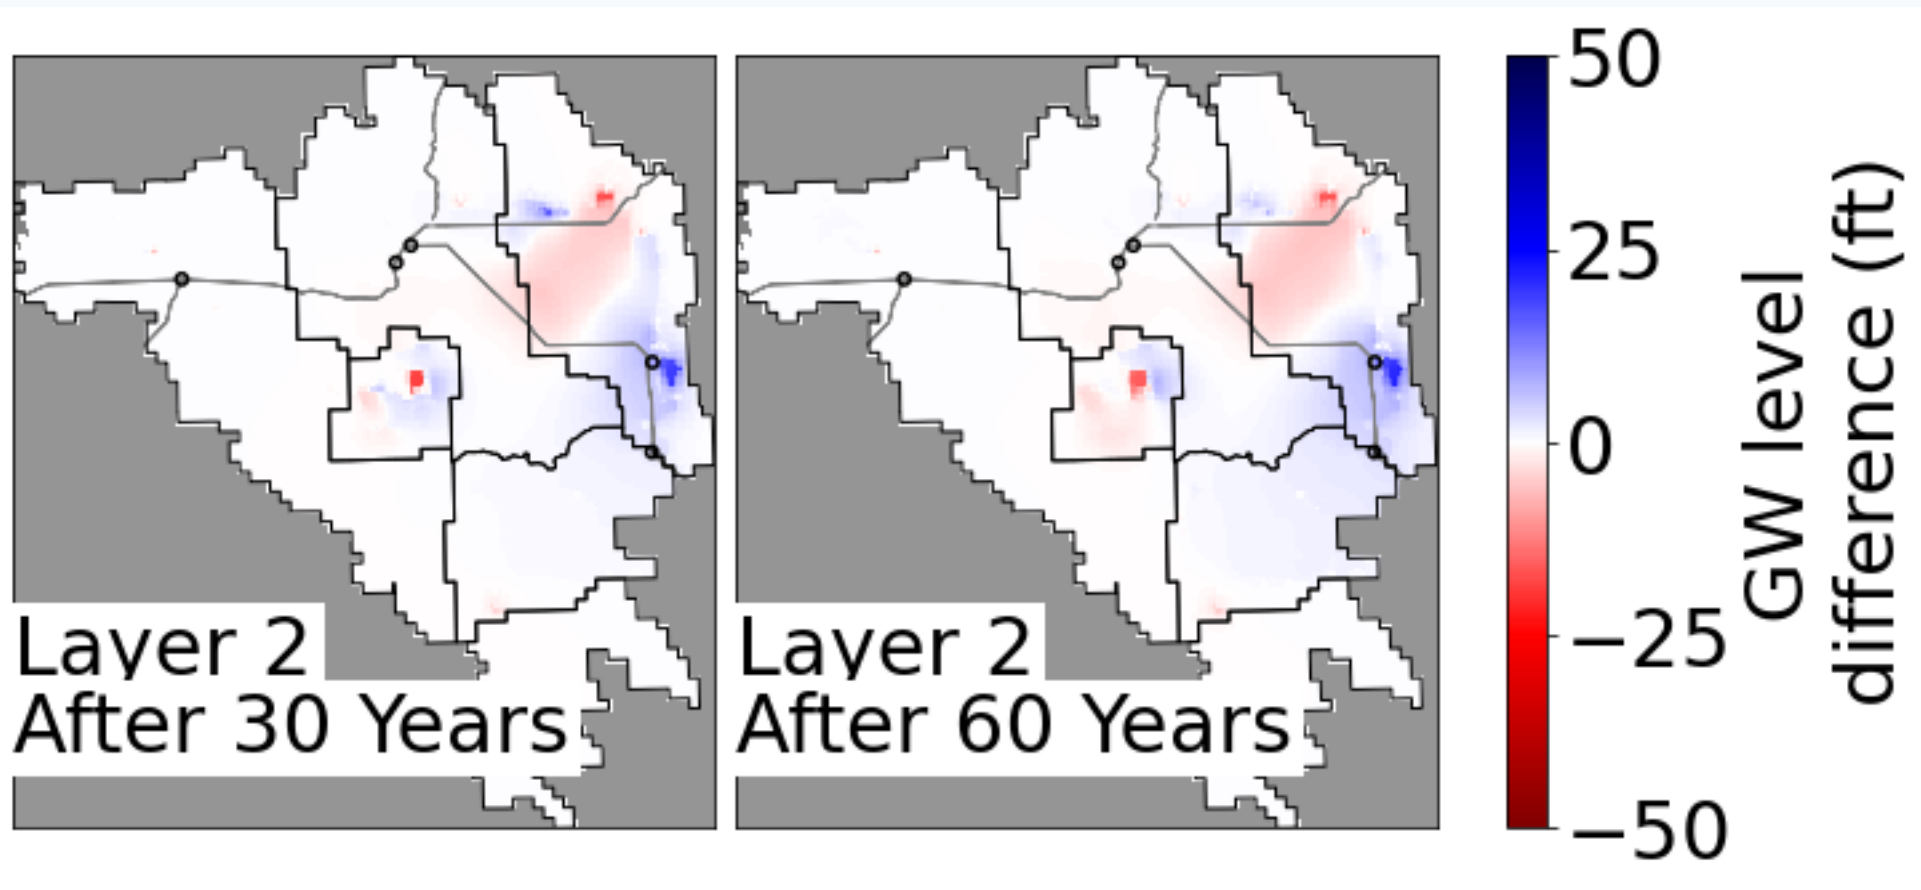 Layer 2
After 30 Years
Layer 2
After 60 Years
50
25
0
−25
−50
GW level
difference (ft)